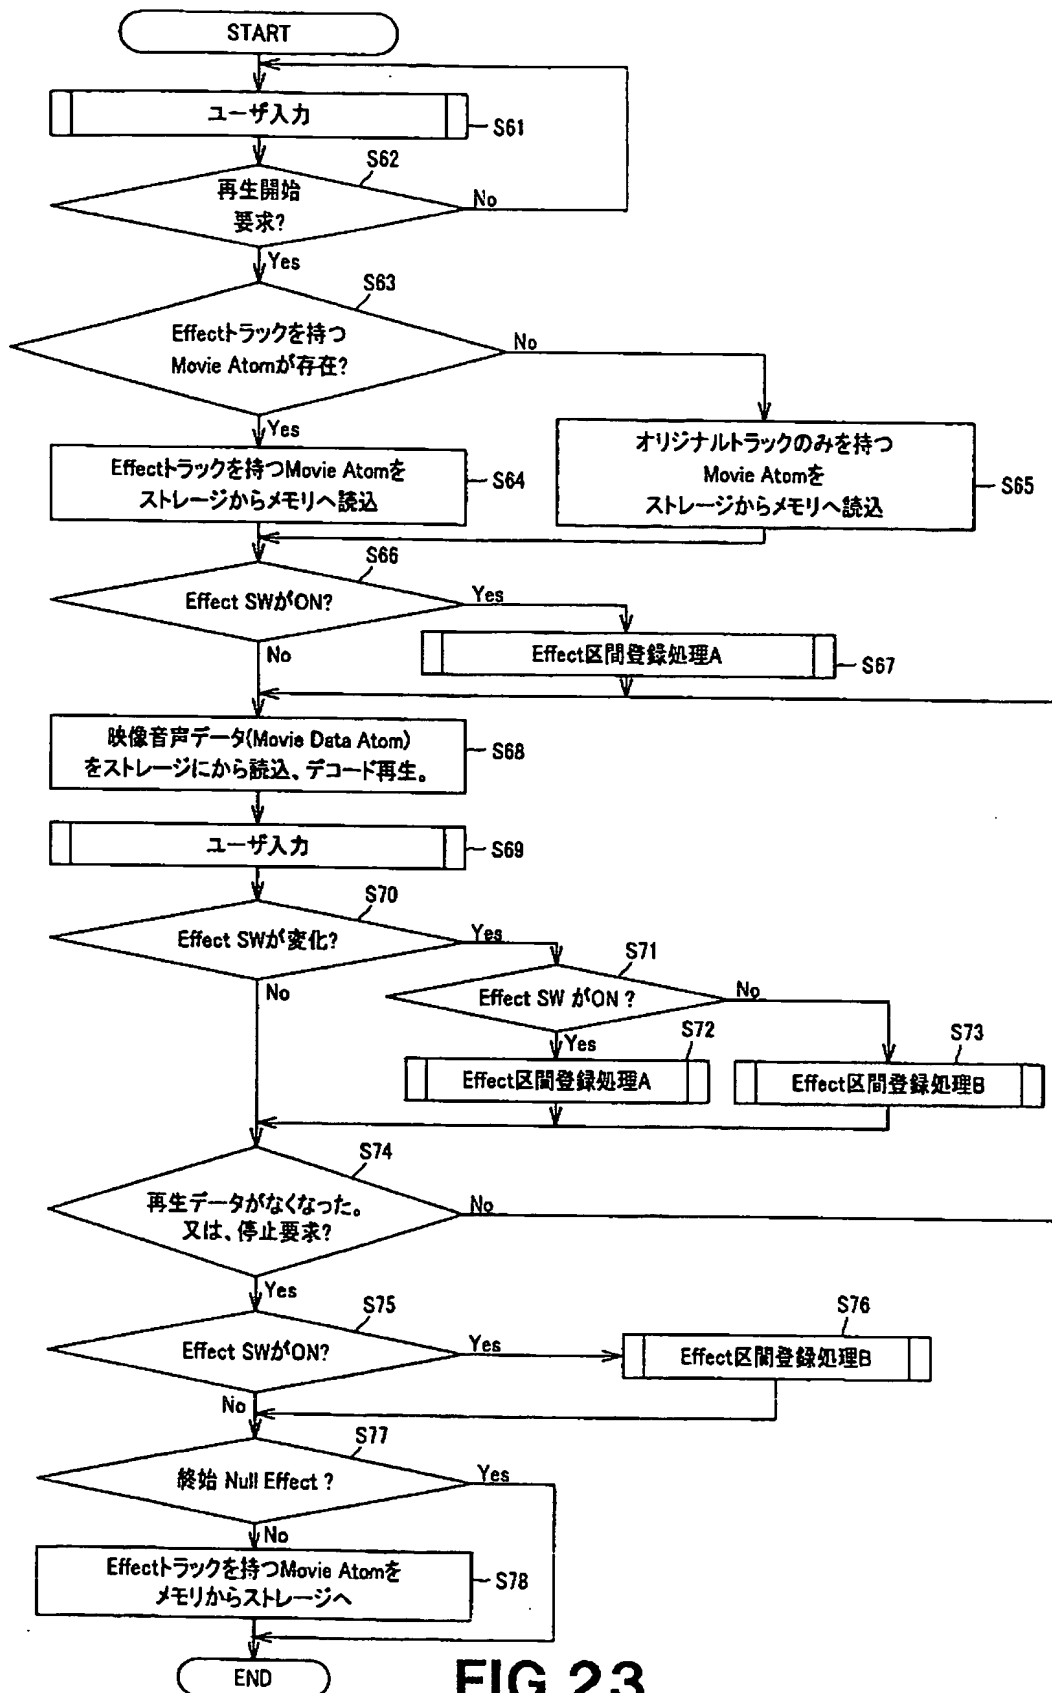 START
ユーザ入力
S61
S62
再生開始
要求?
No
Yes
S63
Effectトラックを持つ
Movie Atomが存在?
No
Yes
Effectトラックを持つMovie Atomを
ストレージからメモリへ読込
S64
オリジナルトラックのみを持つ
Movie Atomを
ストレージからメモリへ読込
S65
S66
Effect SWがON?
Yes
No
Effect区間登録処理A
S67
映像音声データ(Movie Data Atom)
をストレージにから読込、デコード再生。
S68
ユーザ入力
S69
S70
Effect SWが変化?
Yes
No
S71
Effect SW がON ?
No
Yes
S72
Effect区間登録処理A
S73
Effect区間登録処理B
S74
再生データがなくなった。
又は、停止要求?
No
Yes
S75
Effect SWがON?
Yes
No
S76
Effect区間登録処理B
S77
終始 Null Effect ?
Yes
No
Effectトラックを持つMovie Atomを
メモリからストレージへ
S78
END
FIG.23